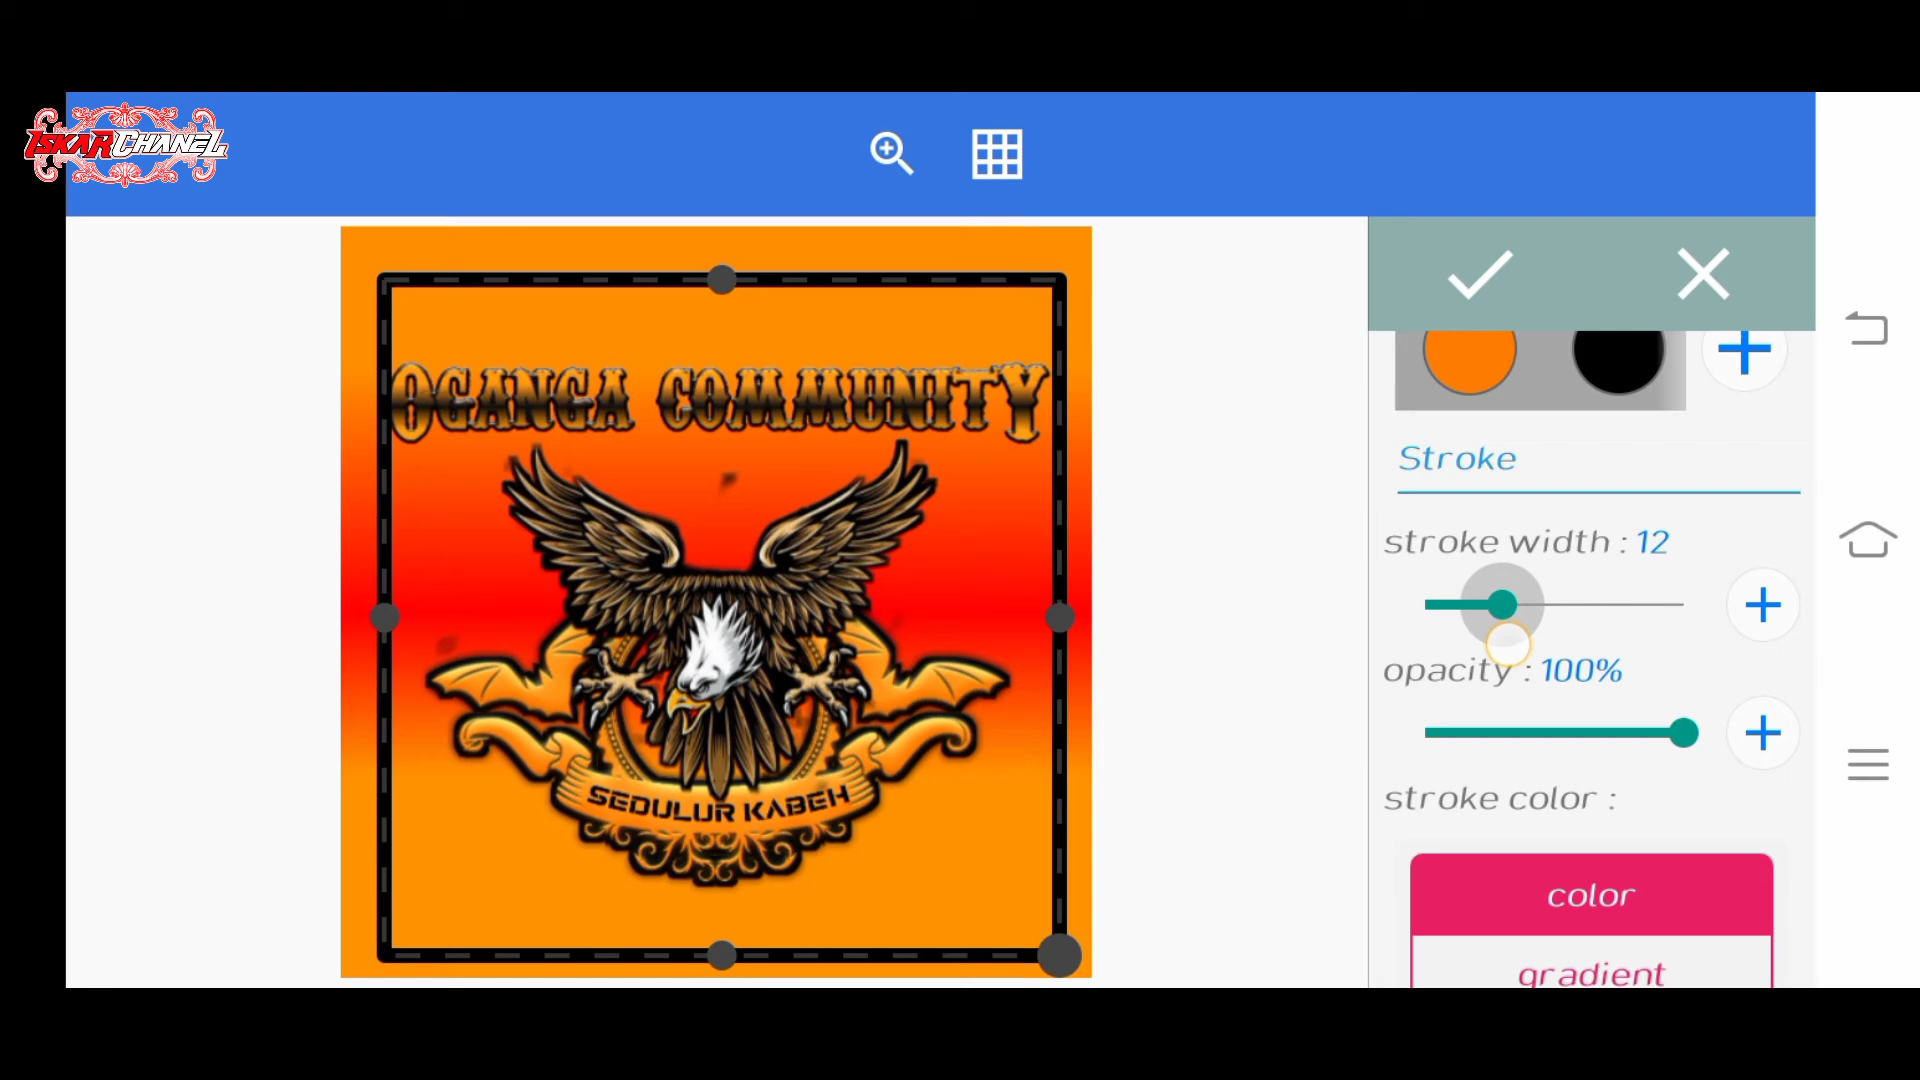 ISKAR CHANEL
OGANGA COMMUNITY
SEDULUR KABEH
Stroke
stroke width : 12
opacity : 100%
stroke color :
color
gradient